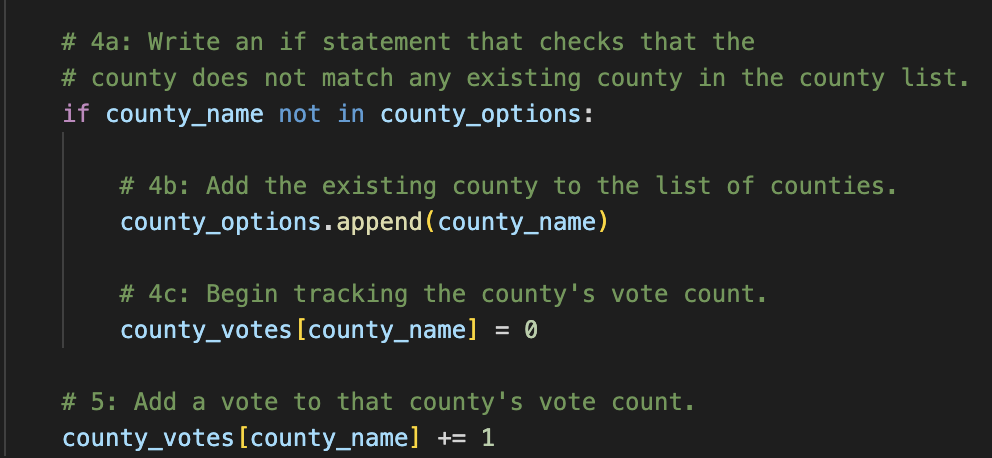 # 4a: Write an if statement that checks that the
# county does not match any existing county in the county list.
if county_name not in county_options:
# 4b: Add the existing county to the list of counties.
county_options.append(county_name)
# 4c: Begin tracking the county's vote count.
county_votes[county_name] = 0
# 5: Add a vote to that county's vote count.
county_votes[county_name] += 1